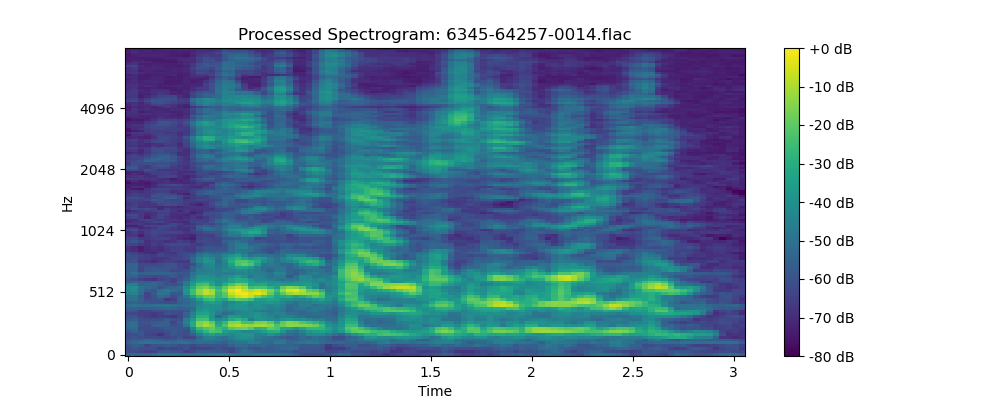 Processed Spectrogram: 6345-64257-0014.flac
Hz
4096
2048
1024
512
0
0
0.5
1
1.5
2
2.5
3
Time
+0 dB
-10 dB
-20 dB
-30 dB
-40 dB
-50 dB
-60 dB
-70 dB
-80 dB